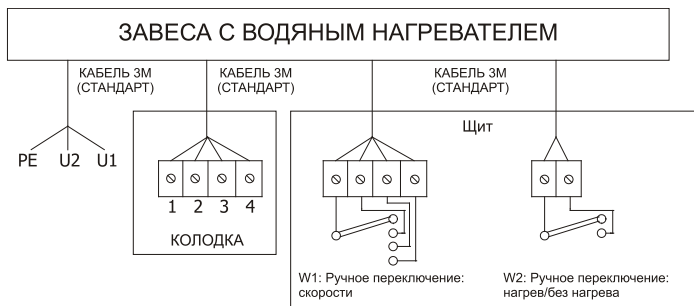 ЗАВЕСА С ВОДЯНЫМ НАГРЕВАТЕЛЕМ
КАБЕЛЬ 3М
(СТАНДАРТ)
КАБЕЛЬ 3М
(СТАНДАРТ)
КАБЕЛЬ 3М
(СТАНДАРТ)
PE U2 U1
1 2 3 4
КОЛОДКА
Щит
W1: Ручное переключение:
скорости
W2: Ручное переключение:
нагрев/без нагрева